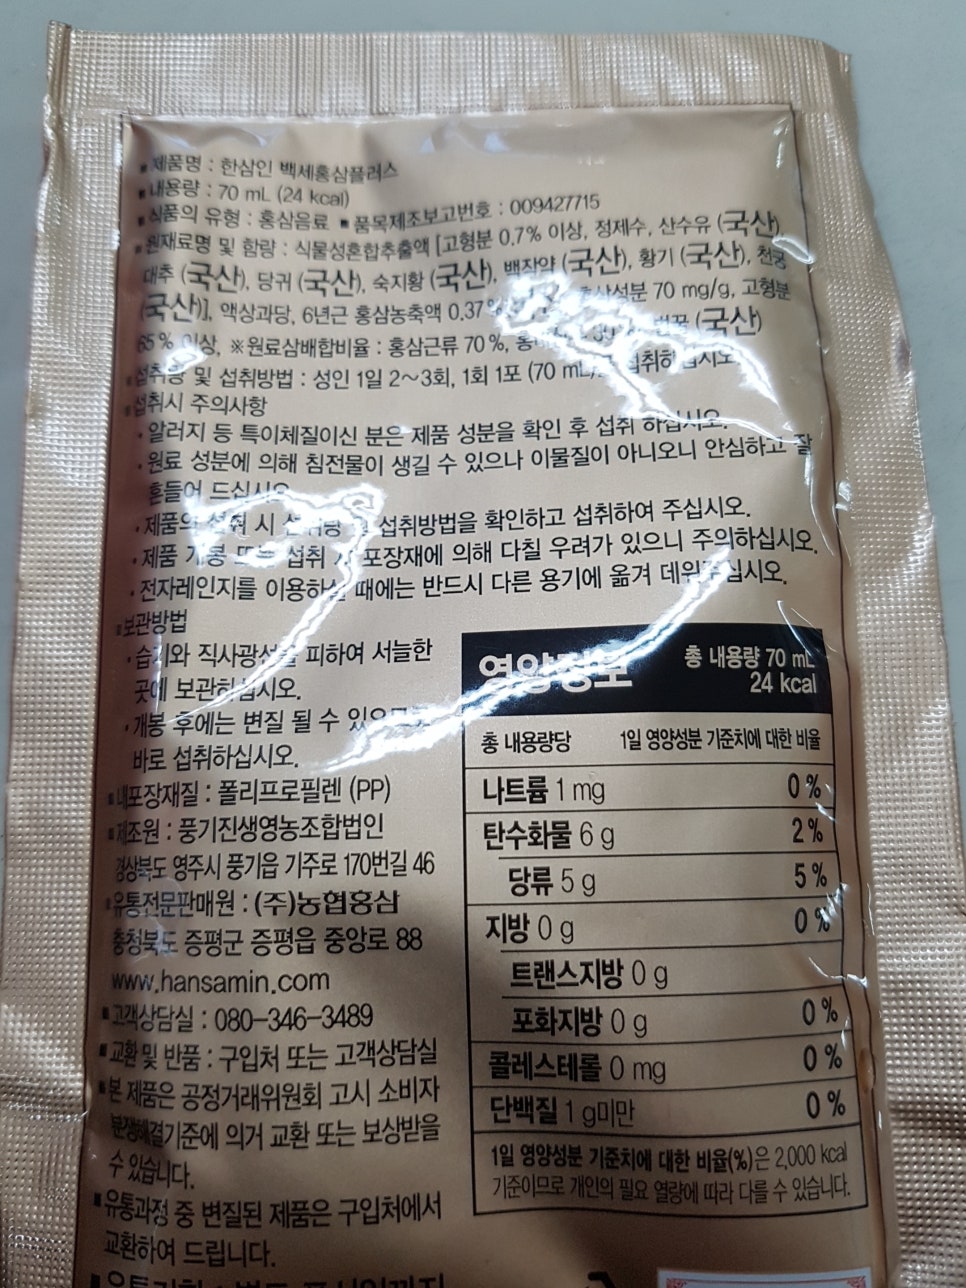 ▪제품명 : 한삼인 백세홍삼플러스
▪내용량 : 70 mL (24 kcal)
▪식품의 유형 : 홍삼음료 ▪품목제조보고번호 : 009427715
▪원재료명 및 함량 : 식물성혼합추출액 [고형분 0.7% 이상, 정제수, 산수유 (국산),
대추 (국산), 당귀 (국산), 숙지황 (국산), 백작약 (국산), 황기 (국산), 천궁
(국산)], 액상과당, 6년근 홍삼농축액 0.37% 70 mg/g, 고형분
65% 이상, ※원료삼배합비율 : 홍삼근류 70%, (국산)
▪섭취량 및 섭취방법 : 성인 1일 2~3회, 1회 1포 (70 mL)
▪섭취시 주의사항
· 알러지 등 특이체질이신 분은 제품 성분을 확인 후 섭취 하십시오.
· 원료 성분에 의해 침전물이 생길 수 있으나 이물질이 아니오니 안심하고 잘
흔들어 드십시오.
· 제품의 섭취 시 섭취방법을 확인하고 섭취하여 주십시오.
· 제품 개봉 또는 섭취 시 포장재에 의해 다칠 우려가 있으니 주의하십시오.
· 전자레인지를 이용하실 때에는 반드시 다른 용기에 옮겨 데워주십시오.
▪보관방법
· 습기와 직사광선을 피하여 서늘한
곳에 보관하십시오.
· 개봉 후에는 변질 될 수 있으므로
바로 섭취하십시오.
▪내포장재질 : 폴리프로필렌 (PP)
▪제조원 : 풍기진생영농조합법인
경상북도 영주시 풍기읍 기주로 170번길 46
▪유통전문판매원 : (주)농협홍삼
충청북도 증평군 증평읍 중앙로 88
www.hansamin.com
▪고객상담실 : 080-346-3489
▪교환 및 반품 : 구입처 또는 고객상담실
▪본 제품은 공정거래위원회 고시 소비자
분쟁해결기준에 의거 교환 또는 보상받을
수 있습니다.
▪유통과정 중 변질된 제품은 구입처에서
교환하여 드립니다.
영양정보 총 내용량 70 mL
24 kcal
총 내용량당 1일 영양성분 기준치에 대한 비율
나트륨 1 mg 0 %
탄수화물 6 g 2 %
당류 5 g 5 %
지방 0 g 0 %
트랜스지방 0 g
포화지방 0 g 0 %
콜레스테롤 0 mg 0 %
단백질 1 g미만 0 %
1일 영양성분 기준치에 대한 비율(%)은 2,000 kcal
기준이므로 개인의 필요 열량에 따라 다를 수 있습니다.